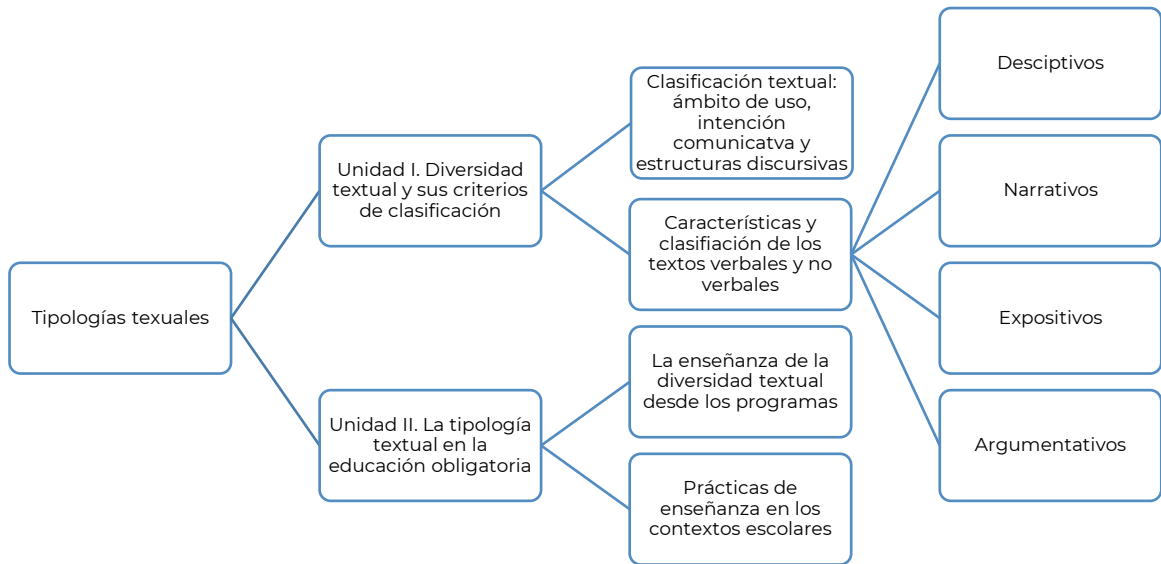 Tipologías texuales
Unidad I. Diversidad
textual y sus criterios
de clasificación
Clasificación textual:
ámbito de uso,
intención
comunicatva y
estructuras discursivas
Características y
clasifiación de los
textos verbales y no
verbales
Desciptivos
Narrativos
Expositivos
Argumentativos
Unidad II. La tipología
textual en la
educación obligatoria
La enseñanza de la
diversidad textual
desde los programas
Prácticas de
enseñanza en los
contextos escolares